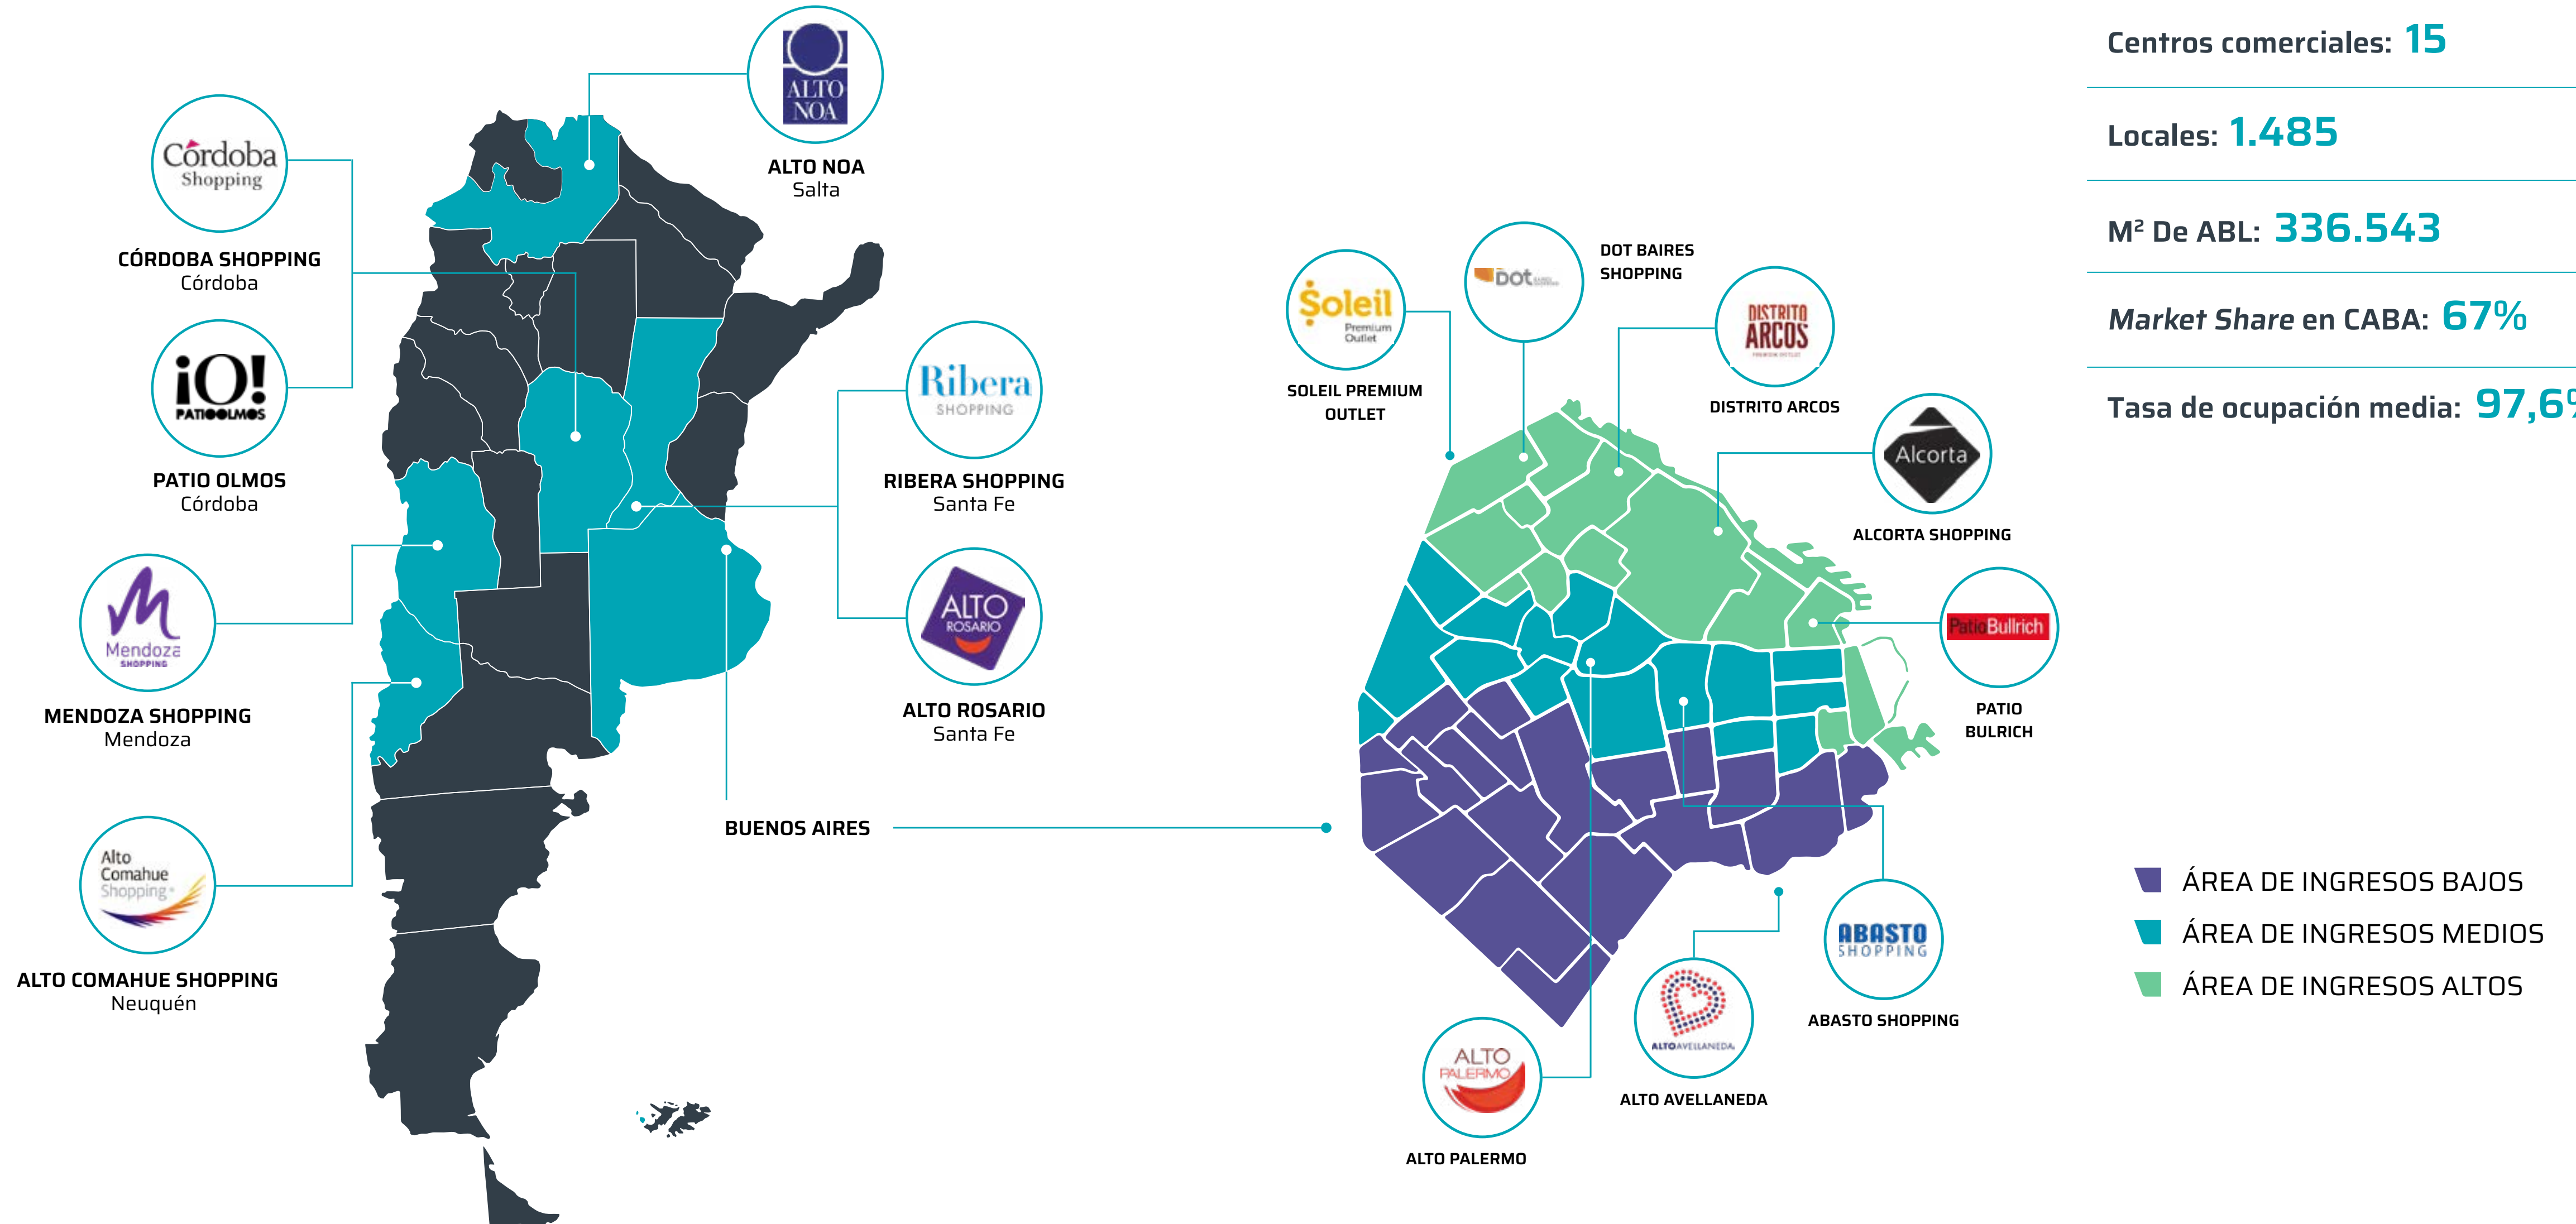 ALTO
NOA
ALTO NOA
Salta
Córdoba
Shopping
CÓRDOBA SHOPPING
Córdoba
¡O!
PATIOOLMOS
PATIO OLMOS
Córdoba
Mendoza
SHOPPING
MENDOZA SHOPPING
Mendoza
Alto
Comahue
Shopping
ALTO COMAHUE SHOPPING
Neuquén
Ribera
SHOPPING
RIBERA SHOPPING
Santa Fe
ALTO
ROSARIO
ALTO ROSARIO
Santa Fe
BUENOS AIRES
Soleil
Premium
Outlet
SOLEIL PREMIUM
OUTLET
DOT
DOT BAIRES
SHOPPING
DISTRITO
ARCOS
PREMIUM OUTLET
DISTRITO ARCOS
Alcorta
ALCORTA SHOPPING
PatioBullrich
PATIO
BULRICH
ABASTO
SHOPPING
ABASTO SHOPPING
ALTOAVELLANEDA
ALTO AVELLANEDA
ALTO
PALERMO
ALTO PALERMO
Centros comerciales: 15
Locales: 1.485
M² De ABL: 336.543
Market Share en CABA: 67%
Tasa de ocupación media: 97,6%
ÁREA DE INGRESOS BAJOS
ÁREA DE INGRESOS MEDIOS
ÁREA DE INGRESOS ALTOS